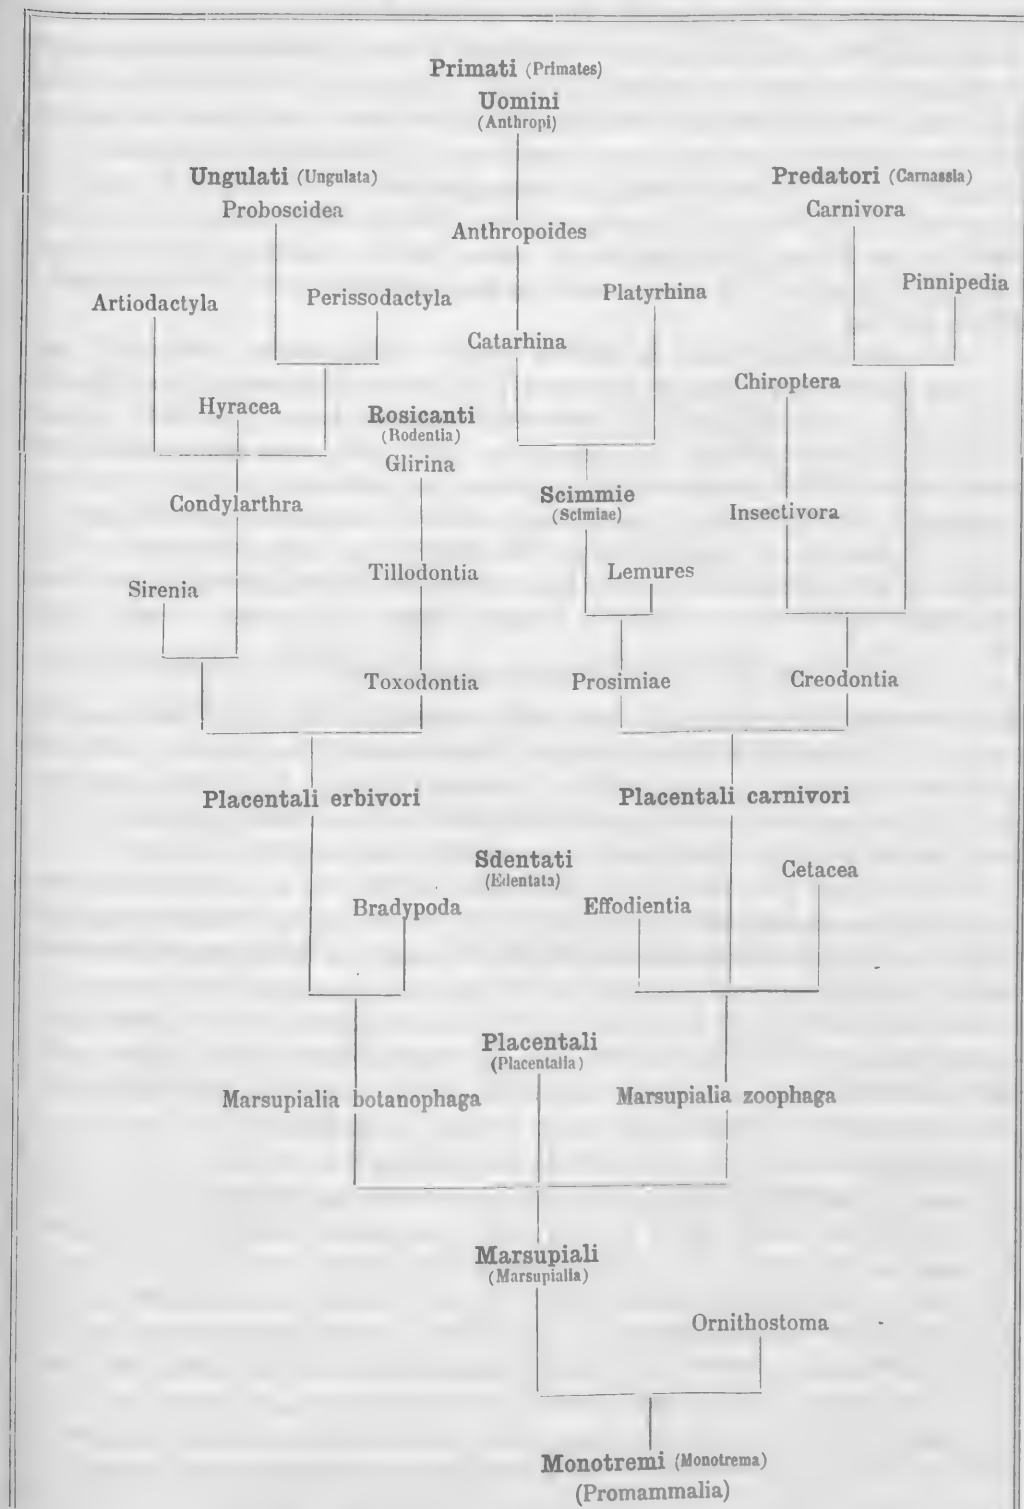 Primati (Primates)
Uomini
(Anthropi)
Ungulati (Ungulata)
Predatori (Carnassia)
Proboscidea
Carnivora
Anthropoides
Pinnipedia
Platyrhina
Perissodactyla
Artiodactyla
Catarhina
Chiroptera
Hyracea
Rosicanti
(Rodentia)
Glirina
Scimmie
(Scimiae)
Condylarthra
Insectivora
Tillodontia
Lemures
Sirenia
Toxodontia
Prosimiae
Creodontia
Placentali erbivori
Placentali carnivori
Sdentati
(Edentata)
Cetacea
Bradypoda
Effodientia
Placentali
(Placentalia)
Marsupialia botanophaga
Marsupialia zoophaga
Marsupiali
(Marsupialia)
Ornithostoma
Monotremi (Monotrema)
(Promammalia)